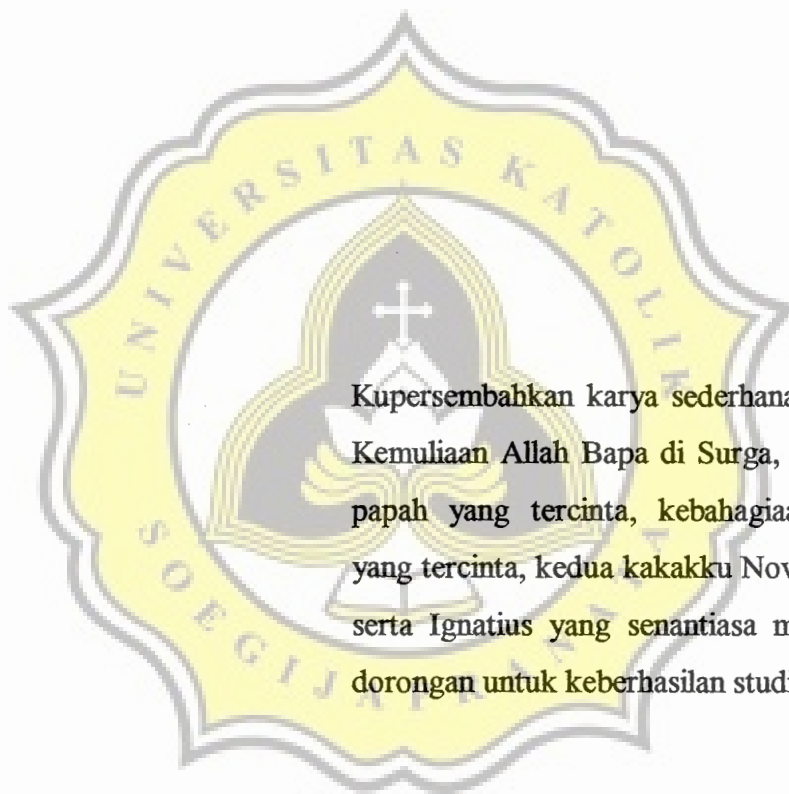 UNIVERSITAS KATOLIK
SOEGIJAPRANATA
Kupersembahkan karya sederhana
Kemuliaan Allah Bapa di Surga,
papah yang tercinta, kebahagiaa
yang tercinta, kedua kakakku Nov
serta Ignatius yang senantiasa m
dorongan untuk keberhasilan studi